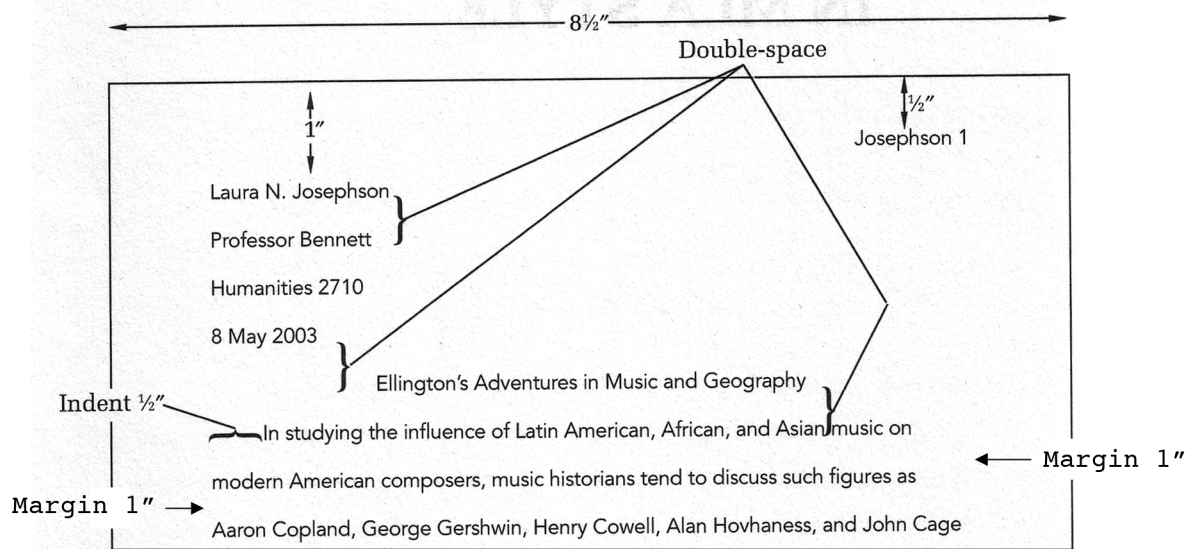 8½″
Double-space
1″
½″
Josephson 1
Laura N. Josephson
Professor Bennett
Humanities 2710
8 May 2003
Ellington's Adventures in Music and Geography
Indent ½″
In studying the influence of Latin American, African, and Asian music on
Margin 1″
modern American composers, music historians tend to discuss such figures as
Margin 1″
Aaron Copland, George Gershwin, Henry Cowell, Alan Hovhaness, and John Cage